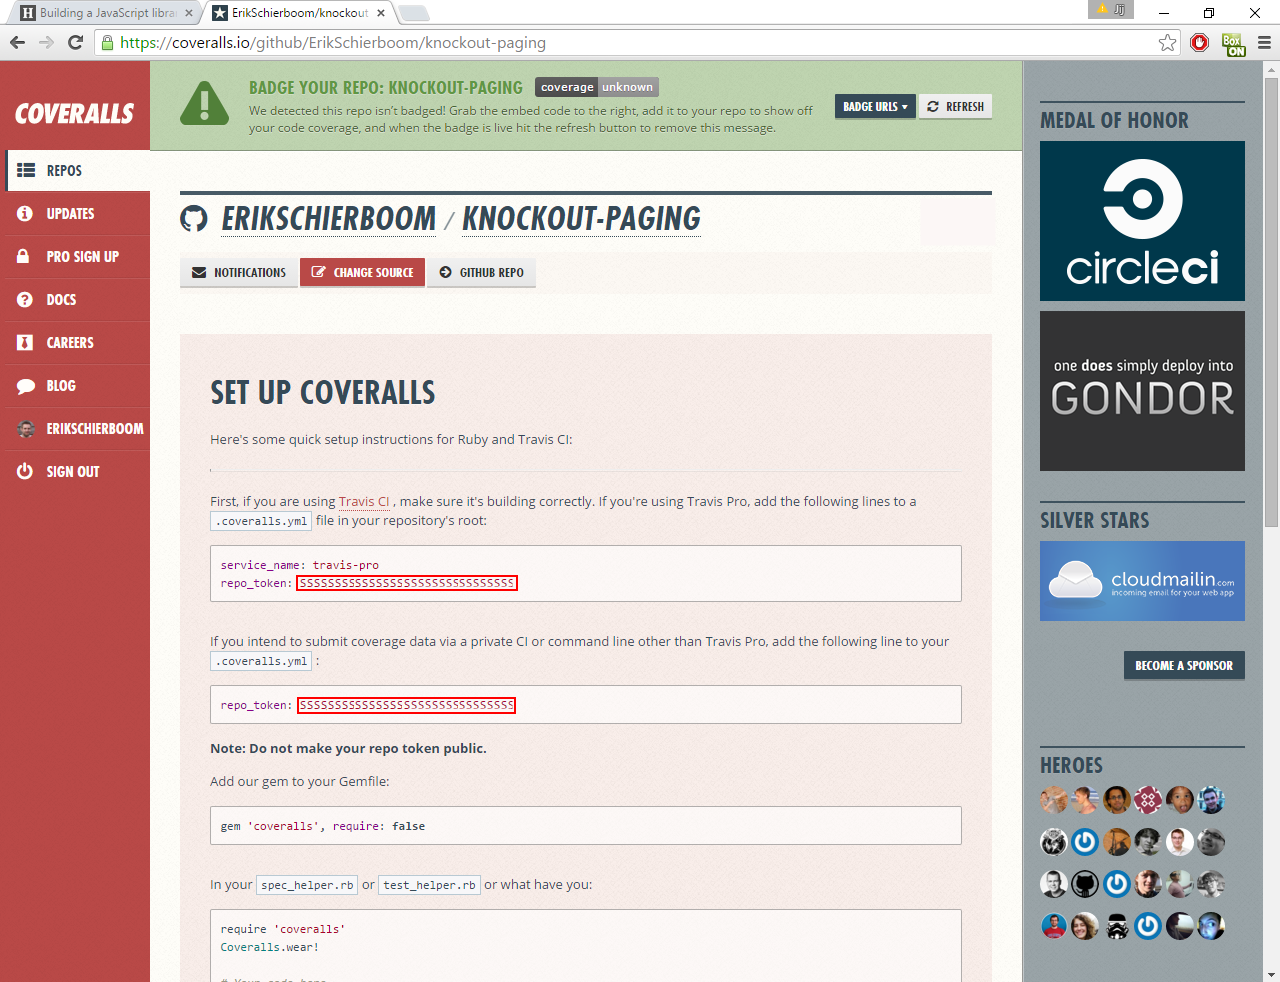 Building a JavaScript libra
ErikSchierboom/knockout
Jij
https://coveralls.io/github/ErikSchierboom/knockout-paging
Box
ON
COVERALLS
REPOS
UPDATES
PRO SIGN UP
DOCS
CAREERS
BLOG
ERIKSCHIERBOOM
SIGN OUT
BADGE YOUR REPO: KNOCKOUT-PAGING
coverage unknown
We detected this repo isn't badged! Grab the embed code to the right, add it to your repo to show off
your code coverage, and when the badge is live hit the refresh button to remove this message.
BADGE URLS
REFRESH
ERIKSCHIERBOOM / KNOCKOUT-PAGING
NOTIFICATIONS
CHANGE SOURCE
GITHUB REPO
SET UP COVERALLS
Here's some quick setup instructions for Ruby and Travis CI:
First, if you are using Travis CI , make sure it's building correctly. If you're using Travis Pro, add the following lines to a
.coveralls.yml file in your repository's root:
service_name: travis-pro
repo_token: SSSSSSSSSSSSSSSSSSSSSSSSSSSSSSS
If you intend to submit coverage data via a private CI or command line other than Travis Pro, add the following line to your
.coveralls.yml :
repo_token: SSSSSSSSSSSSSSSSSSSSSSSSSSSSSSS
Note: Do not make your repo token public.
Add our gem to your Gemfile:
gem 'coveralls', require: false
In your spec_helper.rb or test_helper.rb or what have you:
require 'coveralls'
Coveralls.wear!
# Your code here
MEDAL OF HONOR
circleci
one does simply deploy into
GONDOR
SILVER STARS
cloudmailin.com
incoming email for your web app
BECOME A SPONSOR
HEROES